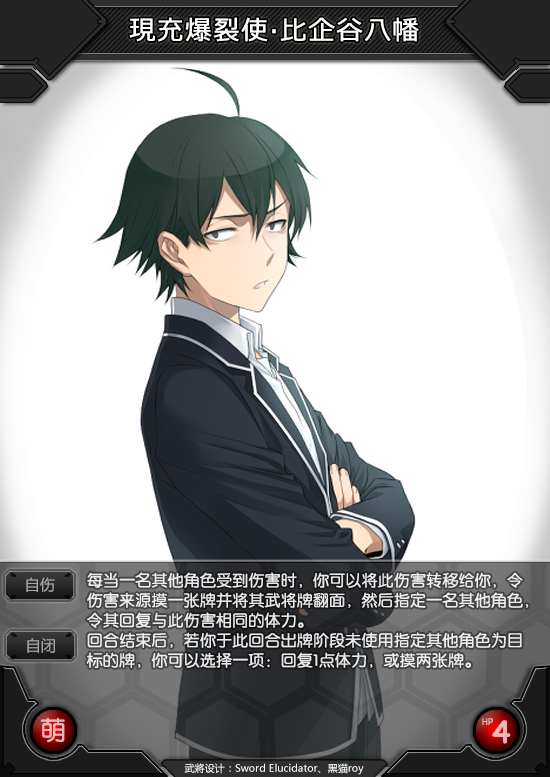 現充爆裂使·比企谷八幡
自伤
每当一名其他角色受到伤害时，你可以将此伤害转移给你，令
伤害来源摸一张牌并将其武将牌翻面，然后指定一名其他角色，
令其回复与此伤害相同的体力。
自闭
回合结束后，若你于此回合出牌阶段未使用指定其他角色为目
标的牌，你可以选择一项：回复1点体力，或摸两张牌。
萌
HP 4
武將设计：Sword Elucidator、黑猫roy